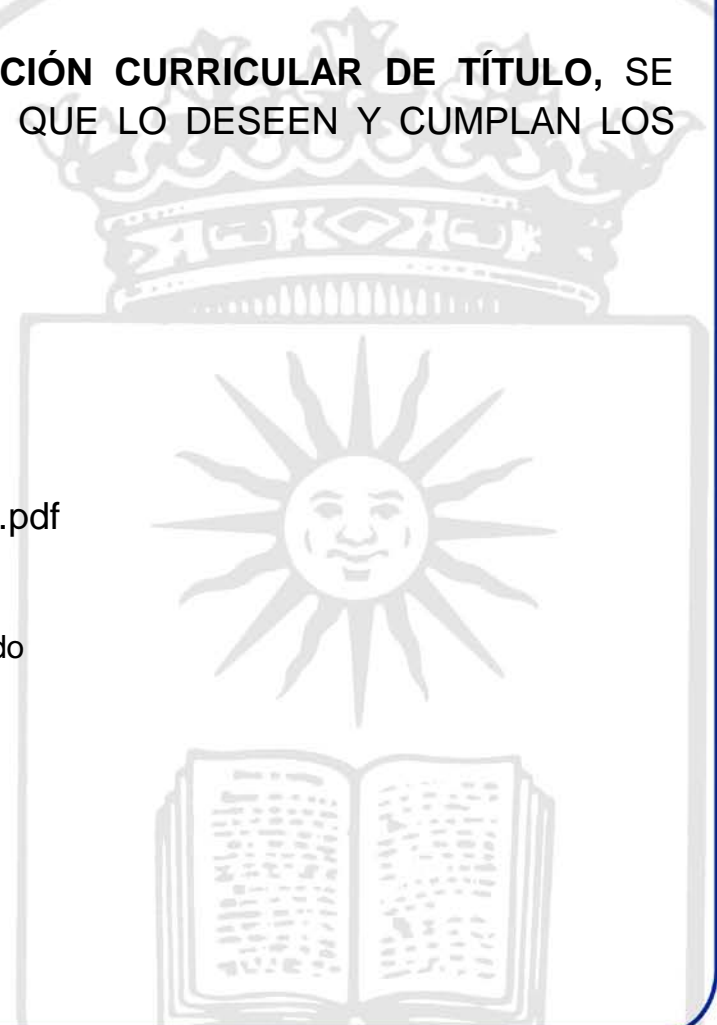 CIÓN CURRICULAR DE TÍTULO, SE
QUE LO DESEEN Y CUMPLAN LOS
.pdf
do